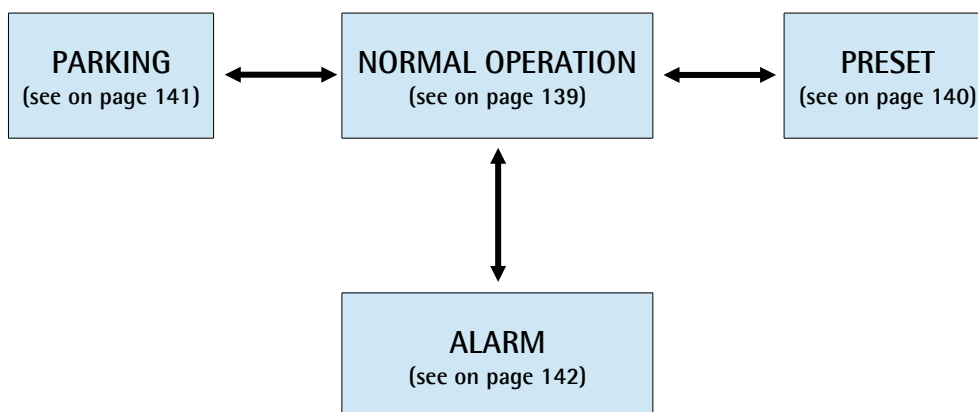 PARKING
(see on page 141)
NORMAL OPERATION
(see on page 139)
PRESET
(see on page 140)
ALARM
(see on page 142)